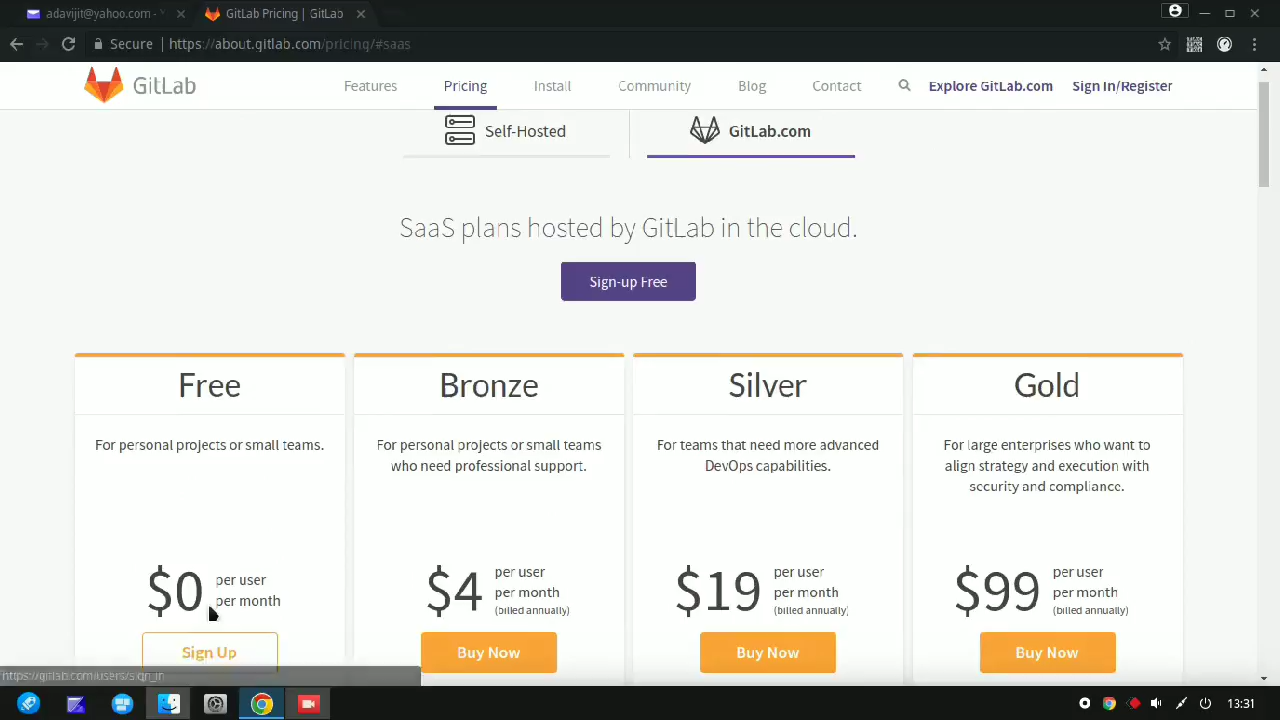 adavijit@yahoo.com -
GitLab Pricing | GitLab
Secure | https://about.gitlab.com/pricing/#saas
GitLab
Features
Pricing
Install
Community
Blog
Contact
Explore GitLab.com
Sign In/Register
Self-Hosted
GitLab.com
SaaS plans hosted by GitLab in the cloud.
Sign-up Free
Free
For personal projects or small teams.
$0
per user
per month
Sign Up
Bronze
For personal projects or small teams
who need professional support.
$4
per user
per month
(billed annually)
Buy Now
Silver
For teams that need more advanced
DevOps capabilities.
$19
per user
per month
(billed annually)
Buy Now
Gold
For large enterprises who want to
align strategy and execution with
security and compliance.
$99
per user
per month
(billed annually)
Buy Now
https://gitlab.com/users/sign_in
13:31